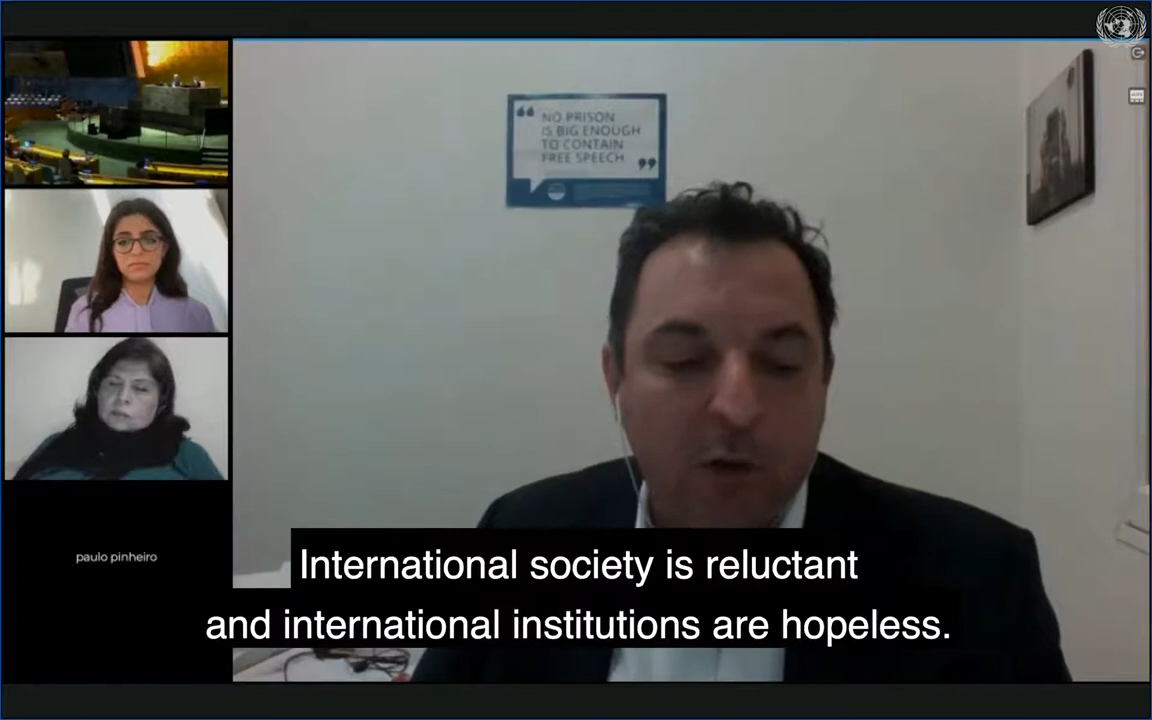 NO PRISON
IS BIG ENOUGH
TO CONTAIN
FREE SPEECH
paulo pinheiro
International society is reluctant
and international institutions are hopeless.